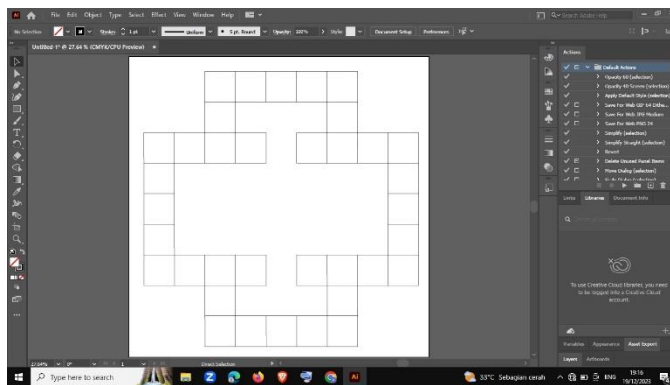 File Edit Object Type Select Effect View Window Help
No Selection Stroke: 1 pt Uniform 5 pt. Round Opacity: 100% Style: Document Setup Preferences
Untitled-1* @ 27,64 % (CMYK/CPU Preview) ×
Actions
Default Actions
Opacity 60 (selection)
Opacity 40 Screen (selection)
Apply Default Style (selection)
Save For Web GIF 64 Dithe...
Save For Web JPG Medium
Save For Web PNG 24
Simplify (selection)
Simplify Straight (selection)
Revert
Delete Unused Panel Items
Move Dialog (selection)
Links Libraries Document Info
To use Creative Cloud Libraries, you need
to be logged into a Creative Cloud
account.
Variables Appearance Asset Export
Layers Artboards
27,64% 0° 1 Direct Selection
Type here to search
33°C Sebagian cerah
ENG
19:16
19/12/2023